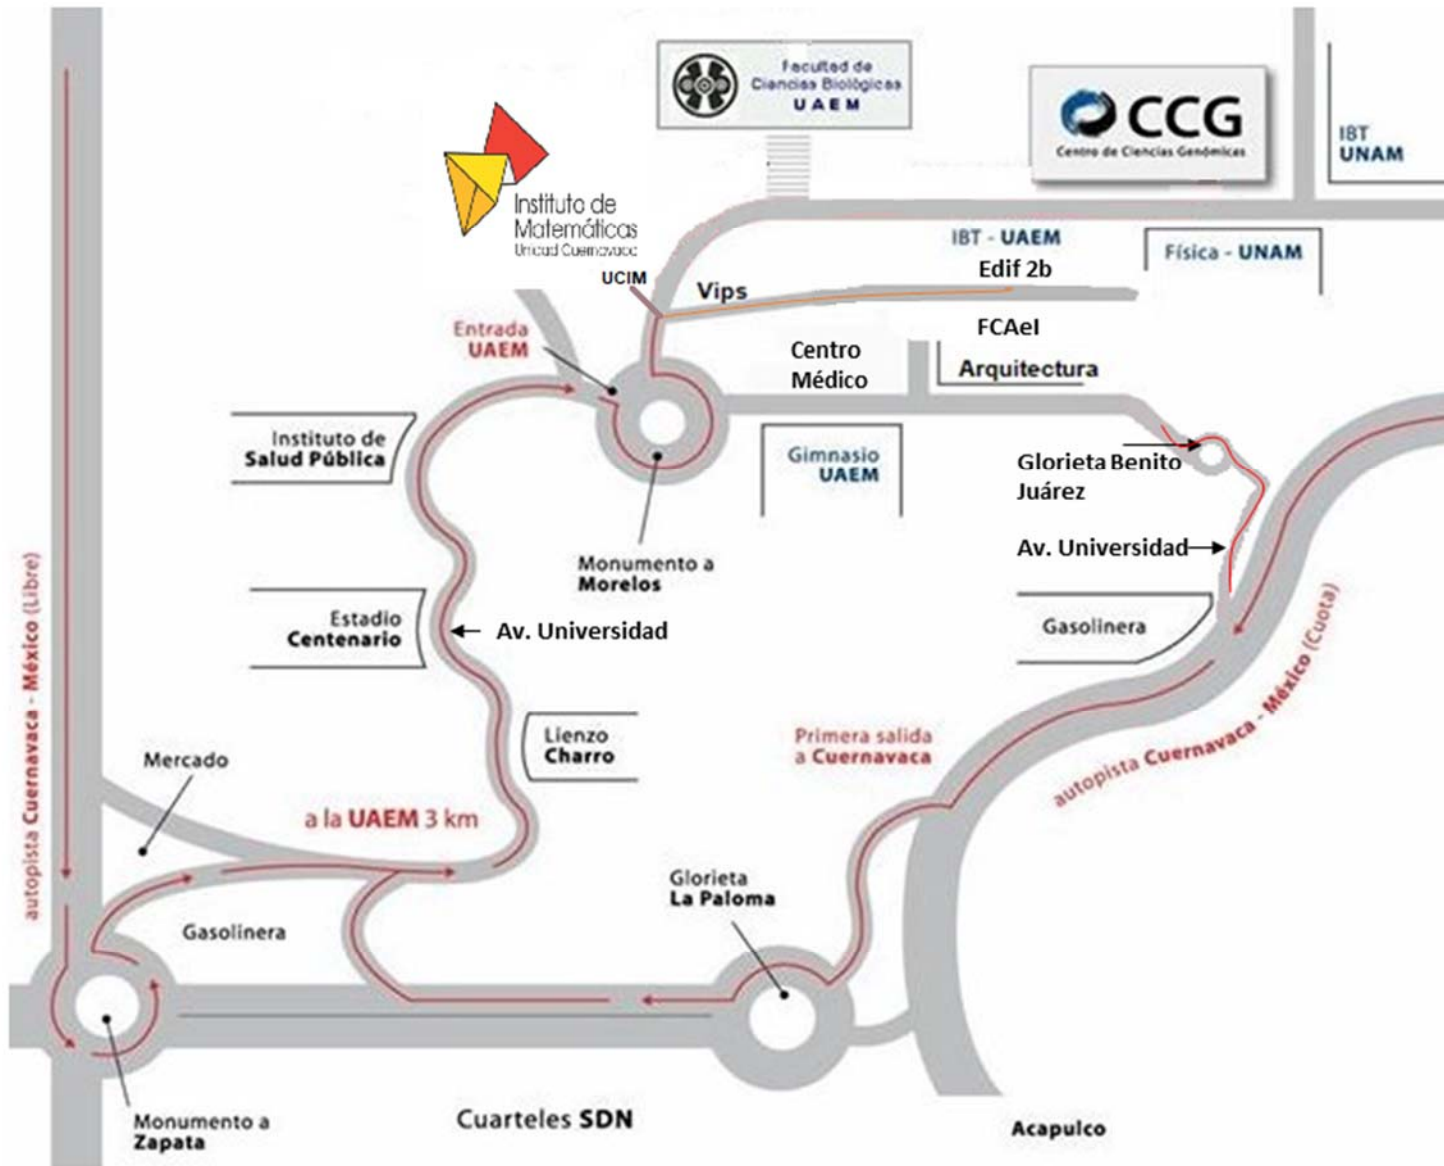 Facultad de
Ciencias Biológicas
UAEM
CCG
Centro de Ciencias Genómicas
IBT
UNAM
Instituto de
Matemáticas
Unidad Cuernavaca
UCIM
IBT - UAEM
Física - UNAM
Edif 2b
Vips
Entrada
UAEM
FCAeI
Centro
Médico
Arquitectura
Instituto de
Salud Pública
Gimnasio
UAEM
Glorieta Benito
Juárez
Monumento a
Morelos
Av. Universidad
autopista Cuernavaca - México (Libre)
Estadio
Centenario
Av. Universidad
Gasolinera
autopista Cuernavaca - México (Cuota)
Lienzo
Charro
Primera salida
a Cuernavaca
Mercado
a la UAEM 3 km
Glorieta
La Paloma
Gasolinera
Monumento a
Zapata
Cuarteles SDN
Acapulco